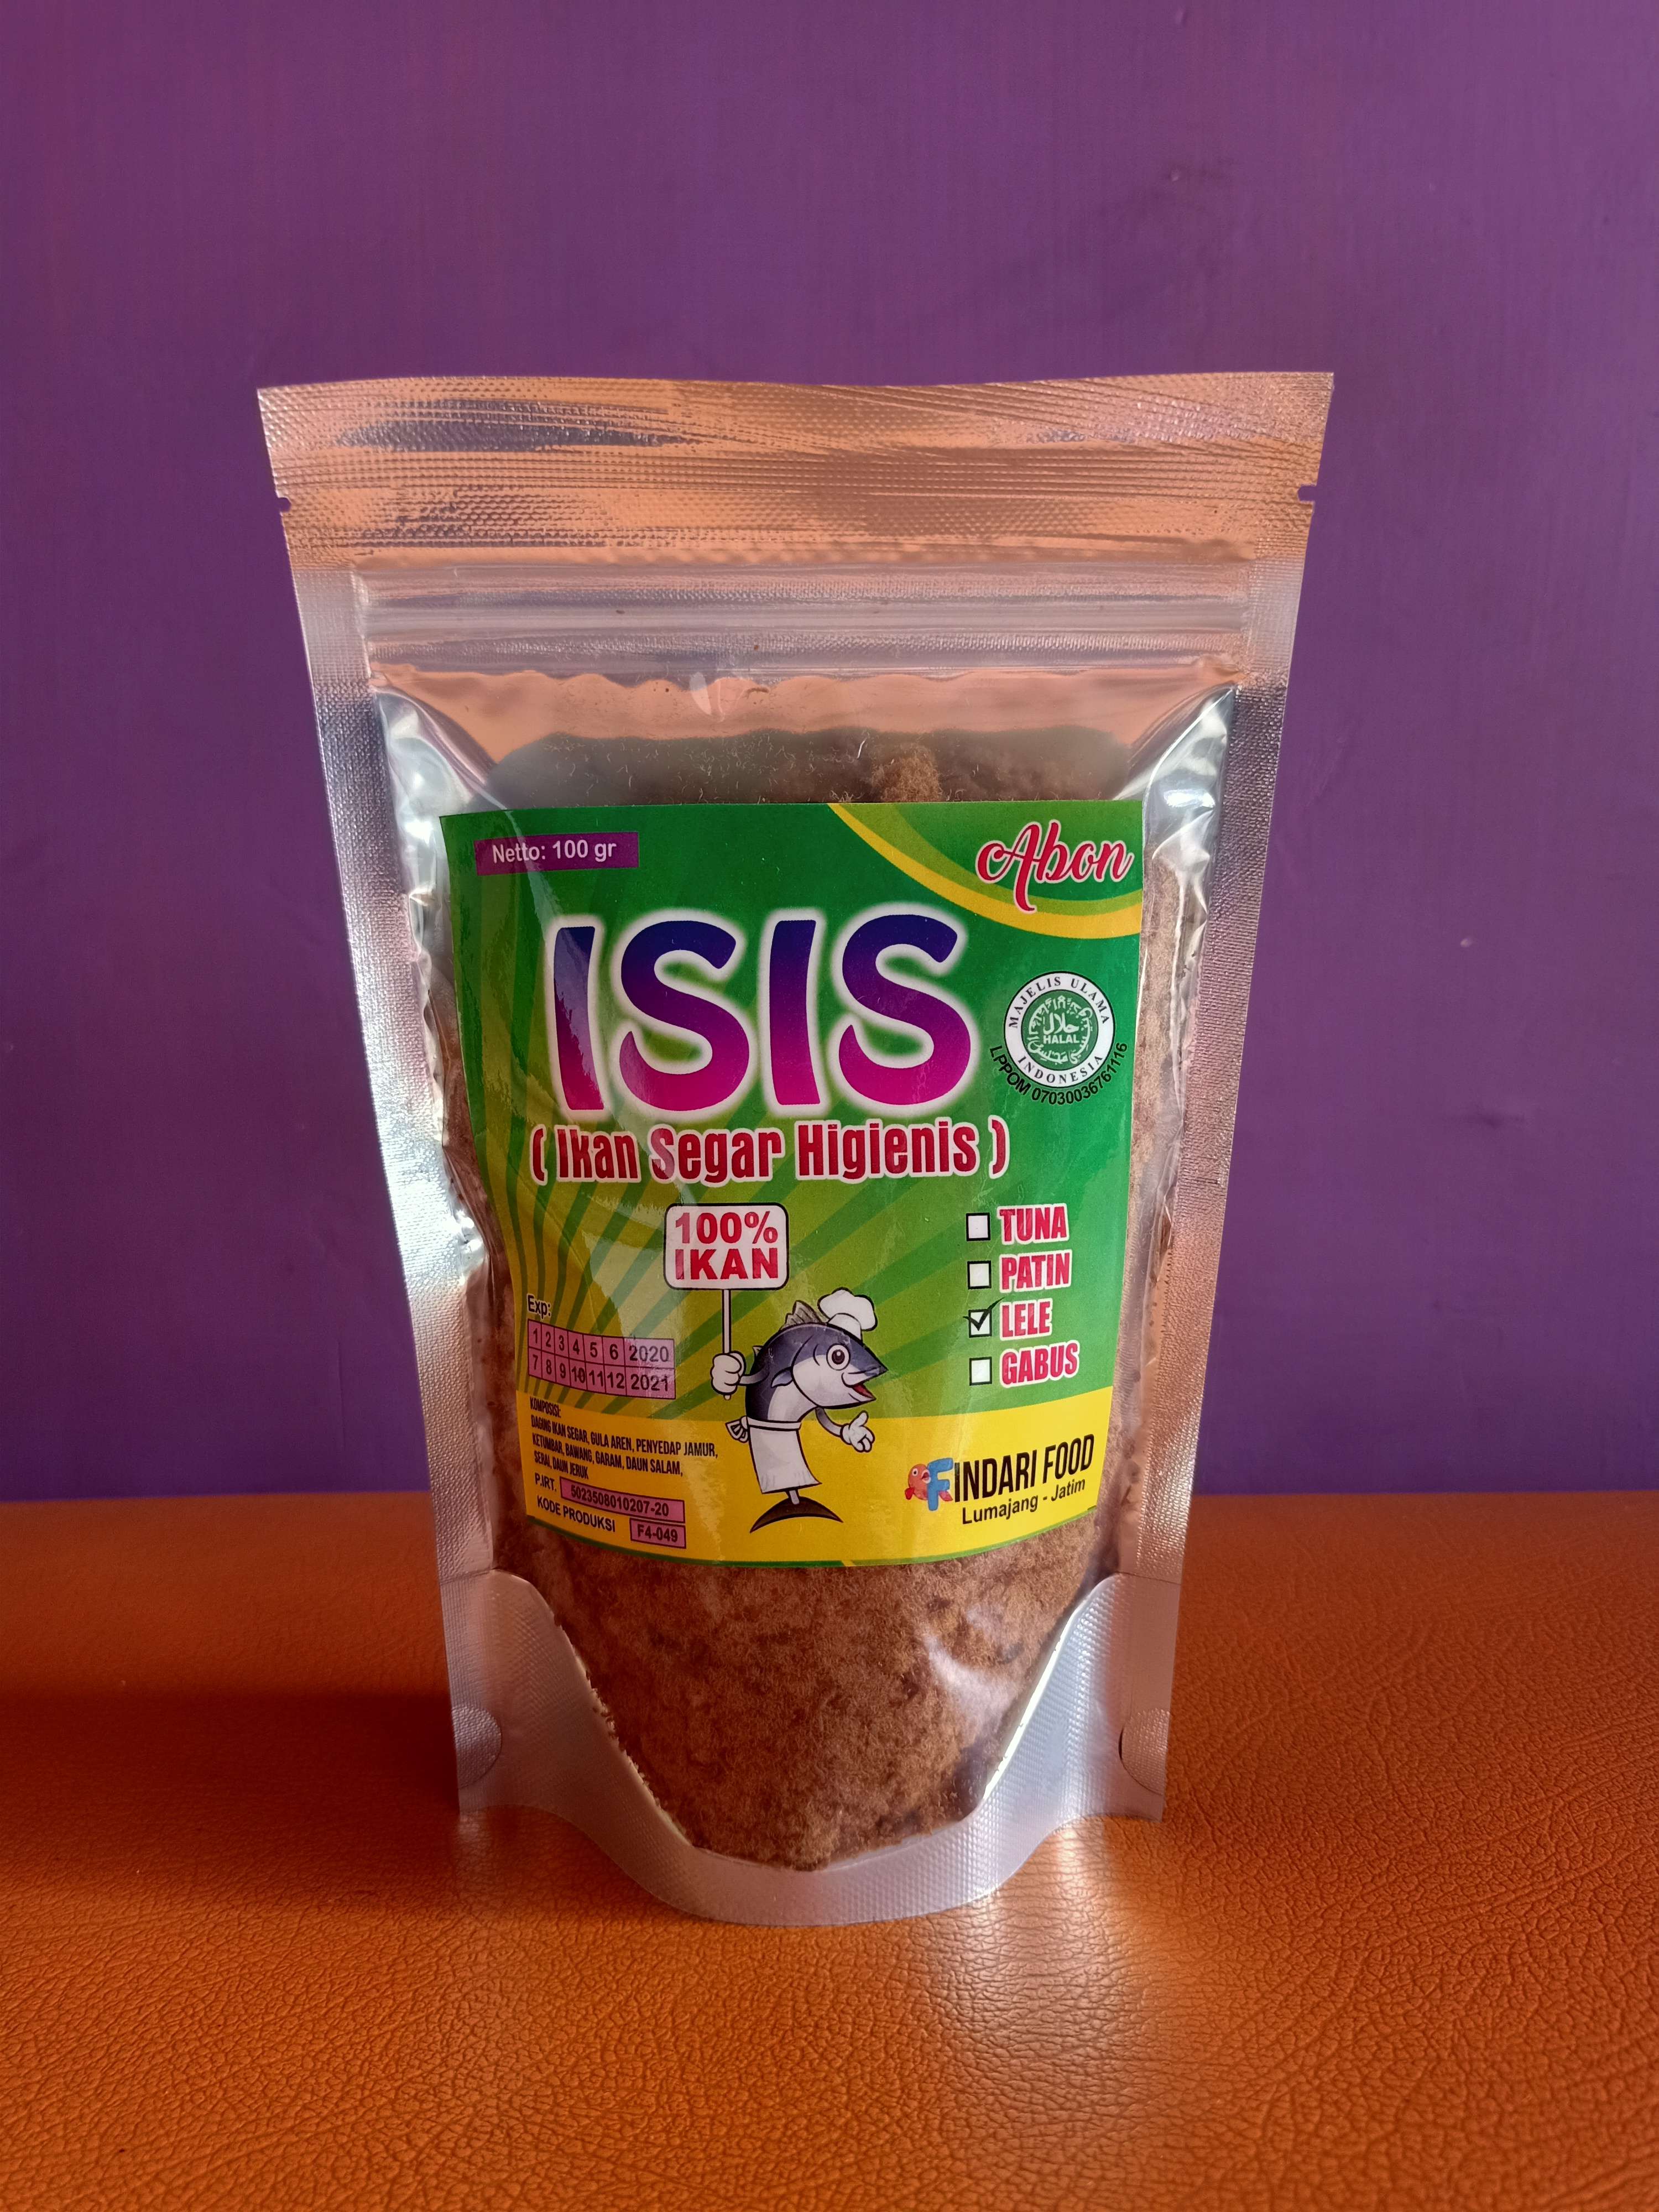 Netto: 100 gr
Abon
ISIS
( Ikan Segar Higienis )
MAJELIS ULAMA
حلال
HALAL
INDONESIA
LPPOM 07030036761116
100%
IKAN
TUNA
PATIN
LELE
GABUS
Exp:
1 2 3 4 5 6 2020
7 8 9 10 11 12 2021
KOMPOSISI:
DAGING IKAN SEGAR, GULA AREN, PENYEDAP JAMUR,
KETUMBAR, BAWANG, GARAM, DAUN SALAM,
SERAI, DAUN JERUK
P.IRT. 5023508010207-20
KODE PRODUKSI F4-049
FINDARI FOOD
Lumajang - Jatim